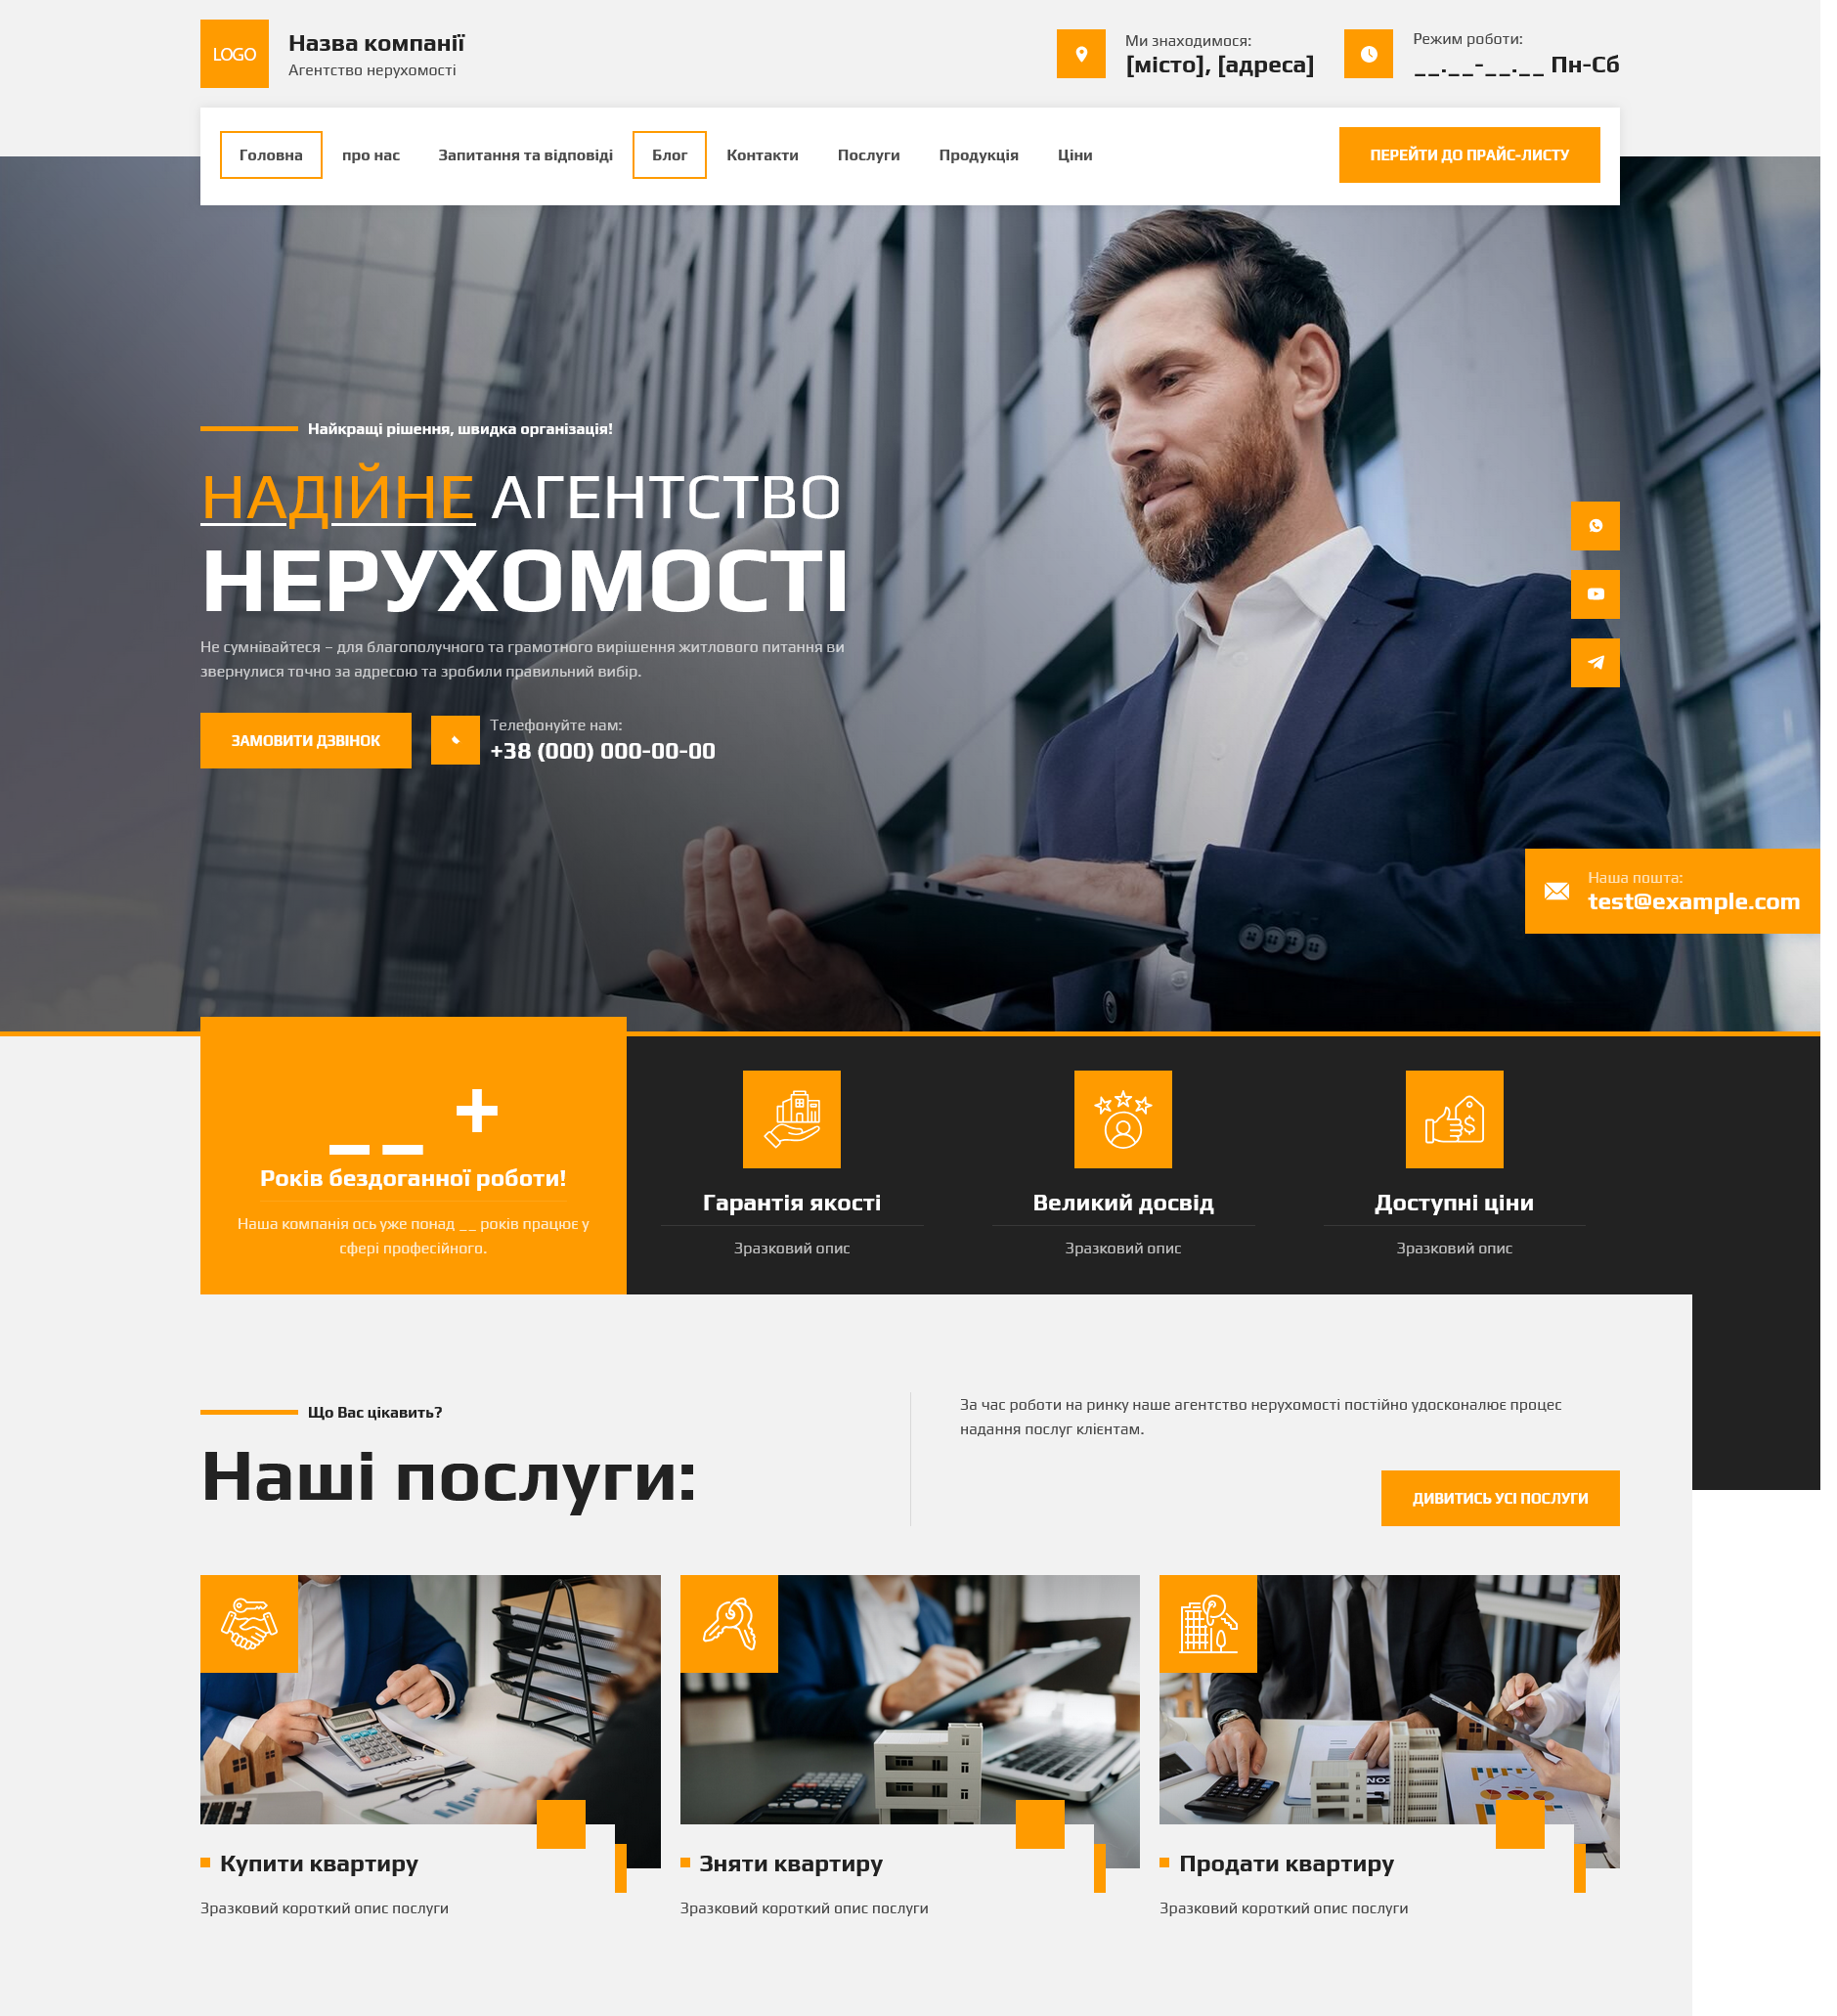 LOGO
Назва компанії
Агентство нерухомості
Ми знаходимося:
[місто], [адреса]
Режим роботи:
__.__-__.__ Пн-Сб
Головна
про нас
Запитання та відповіді
Блог
Контакти
Послуги
Продукція
Ціни
ПЕРЕЙТИ ДО ПРАЙС-ЛИСТУ
Найкращі рішення, швидка організація!
НАДІЙНЕ АГЕНТСТВО
НЕРУХОМОСТІ
Не сумнівайтеся – для благополучного та грамотного вирішення житлового питання ви
звернулися точно за адресою та зробили правильний вибір.
ЗАМОВИТИ ДЗВІНОК
Телефонуйте нам:
+38 (000) 000-00-00
Наша пошта:
test@example.com
__ +
Років бездоганної роботи!
Наша компанія ось уже понад __ років працює у
сфері професійного.
Гарантія якості
Зразковий опис
Великий досвід
Зразковий опис
Доступні ціни
Зразковий опис
Що Вас цікавить?
Наші послуги:
За час роботи на ринку наше агентство нерухомості постійно удосконалює процес
надання послуг клієнтам.
ДИВИТИСЬ УСІ ПОСЛУГИ
Купити квартиру
Зразковий короткий опис послуги
Зняти квартиру
Зразковий короткий опис послуги
Продати квартиру
Зразковий короткий опис послуги